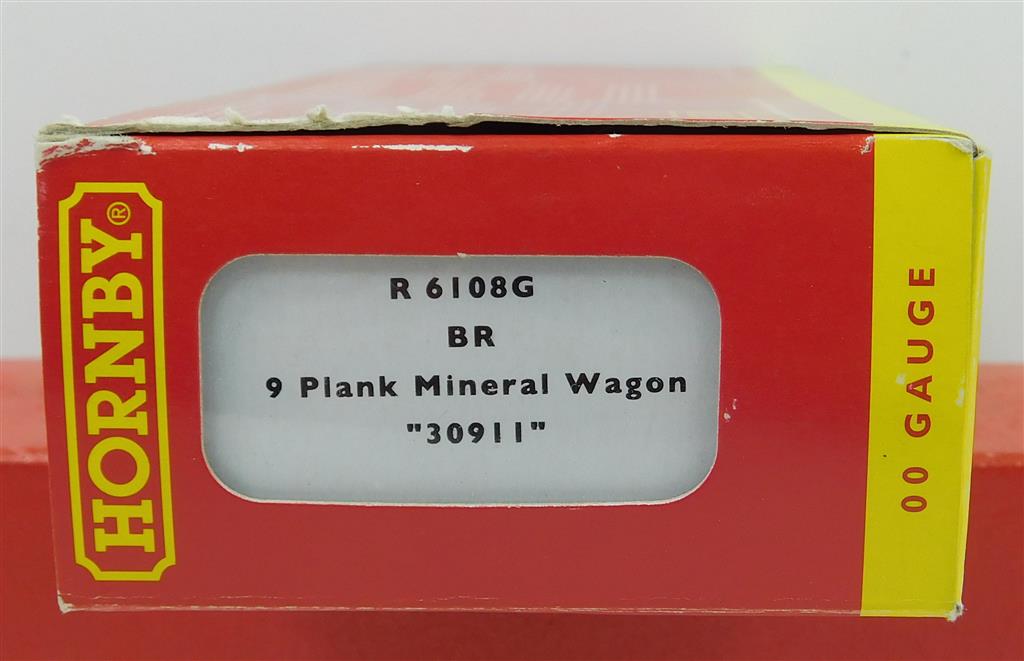 HORNBY®
R 6108G
BR
9 Plank Mineral Wagon
"30911"
00 GAUGE